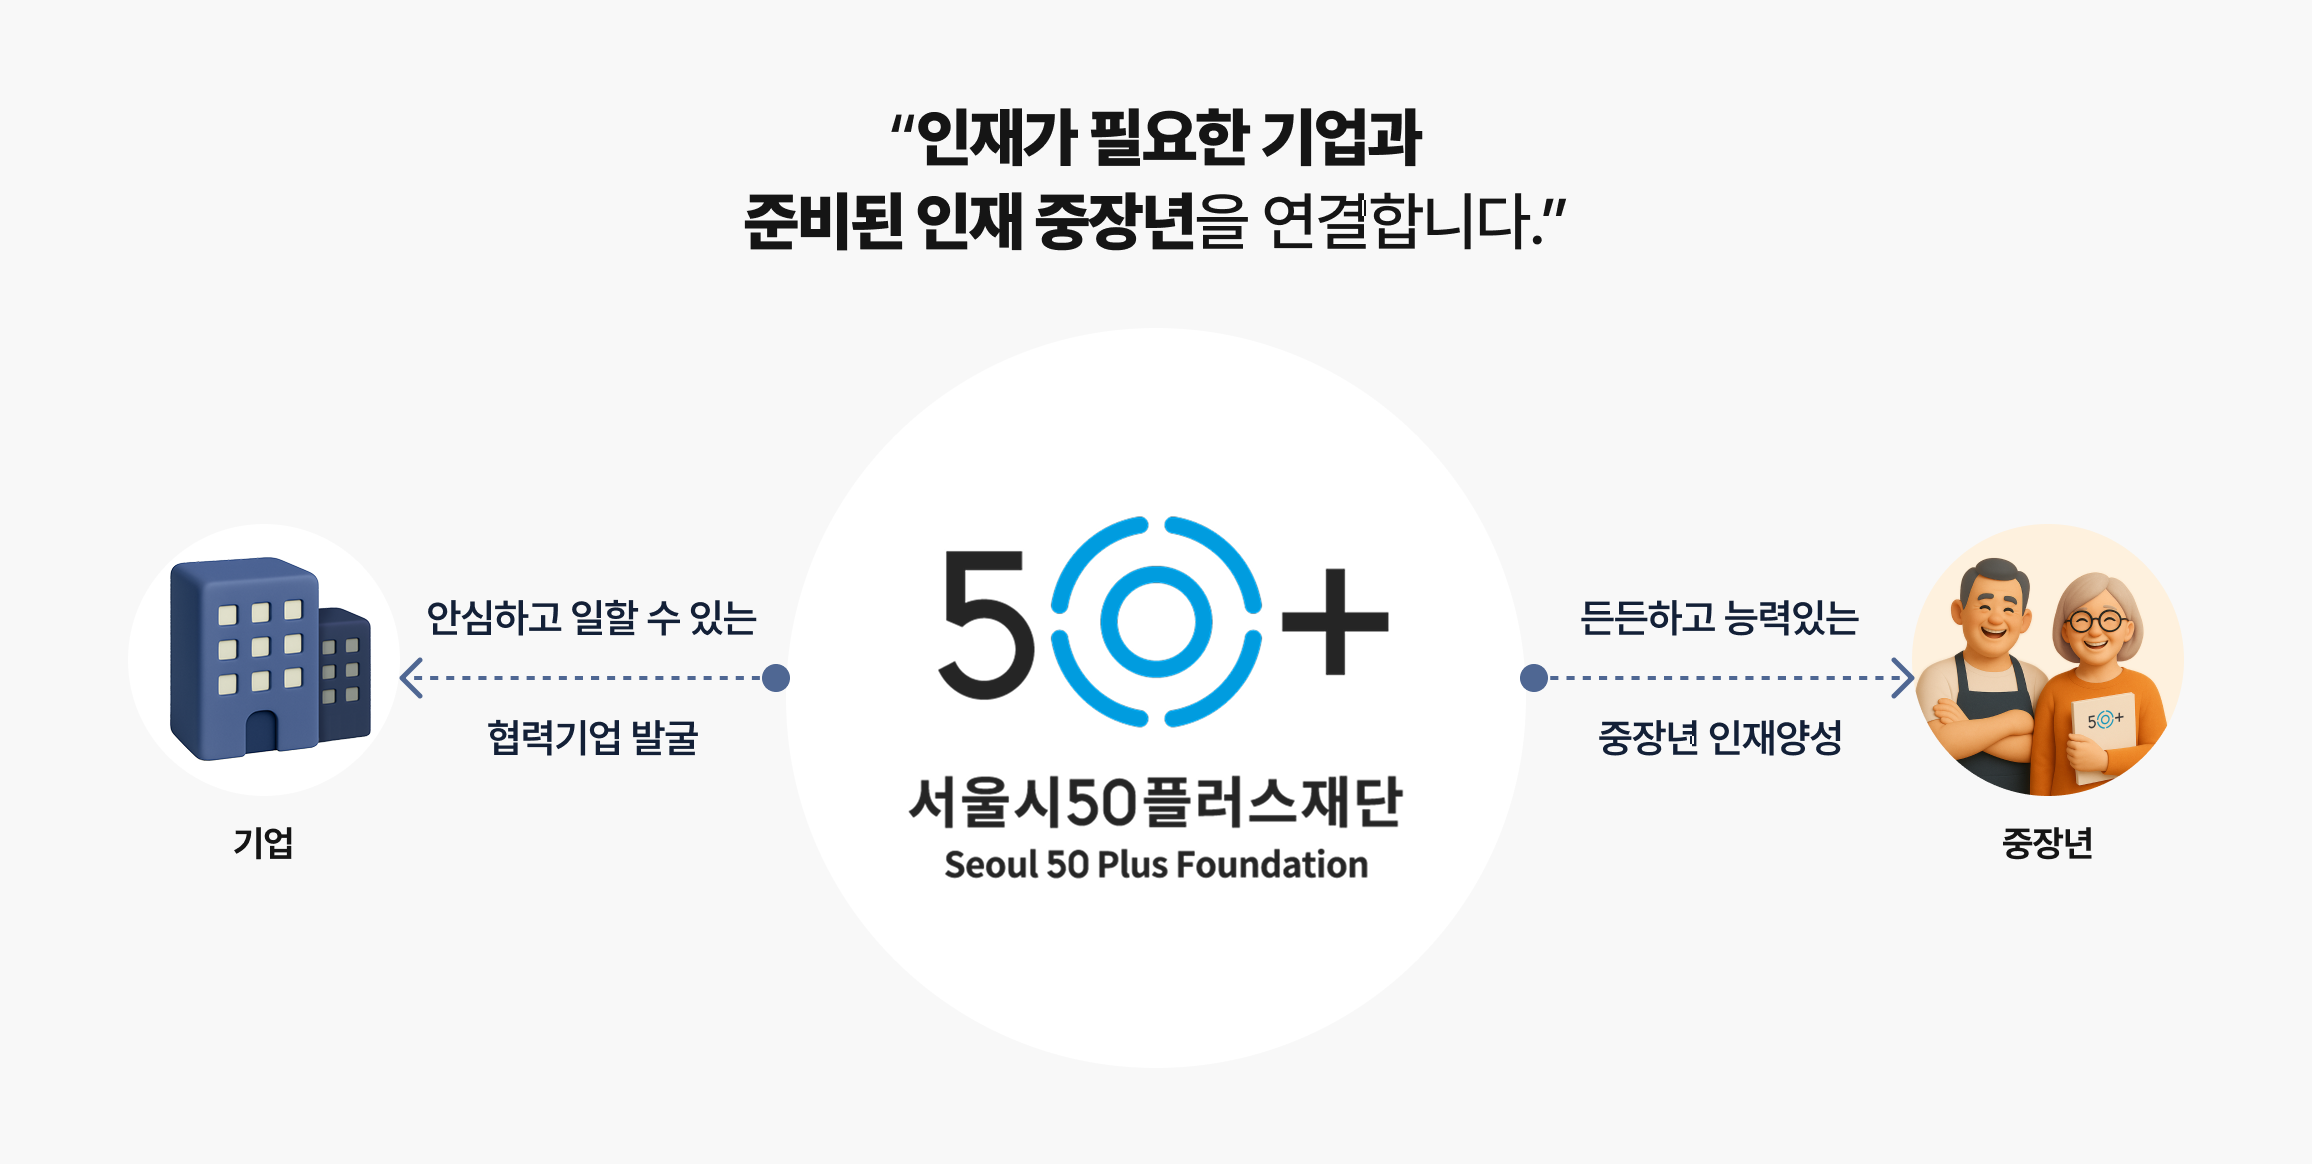 “인재가 필요한 기업과
준비된 인재 중장년을 연결합니다.”
안심하고 일할 수 있는
협력기업 발굴
기업
50+
서울시50플러스재단
Seoul 50 Plus Foundation
든든하고 능력있는
중장년 인재양성
50+
중장년